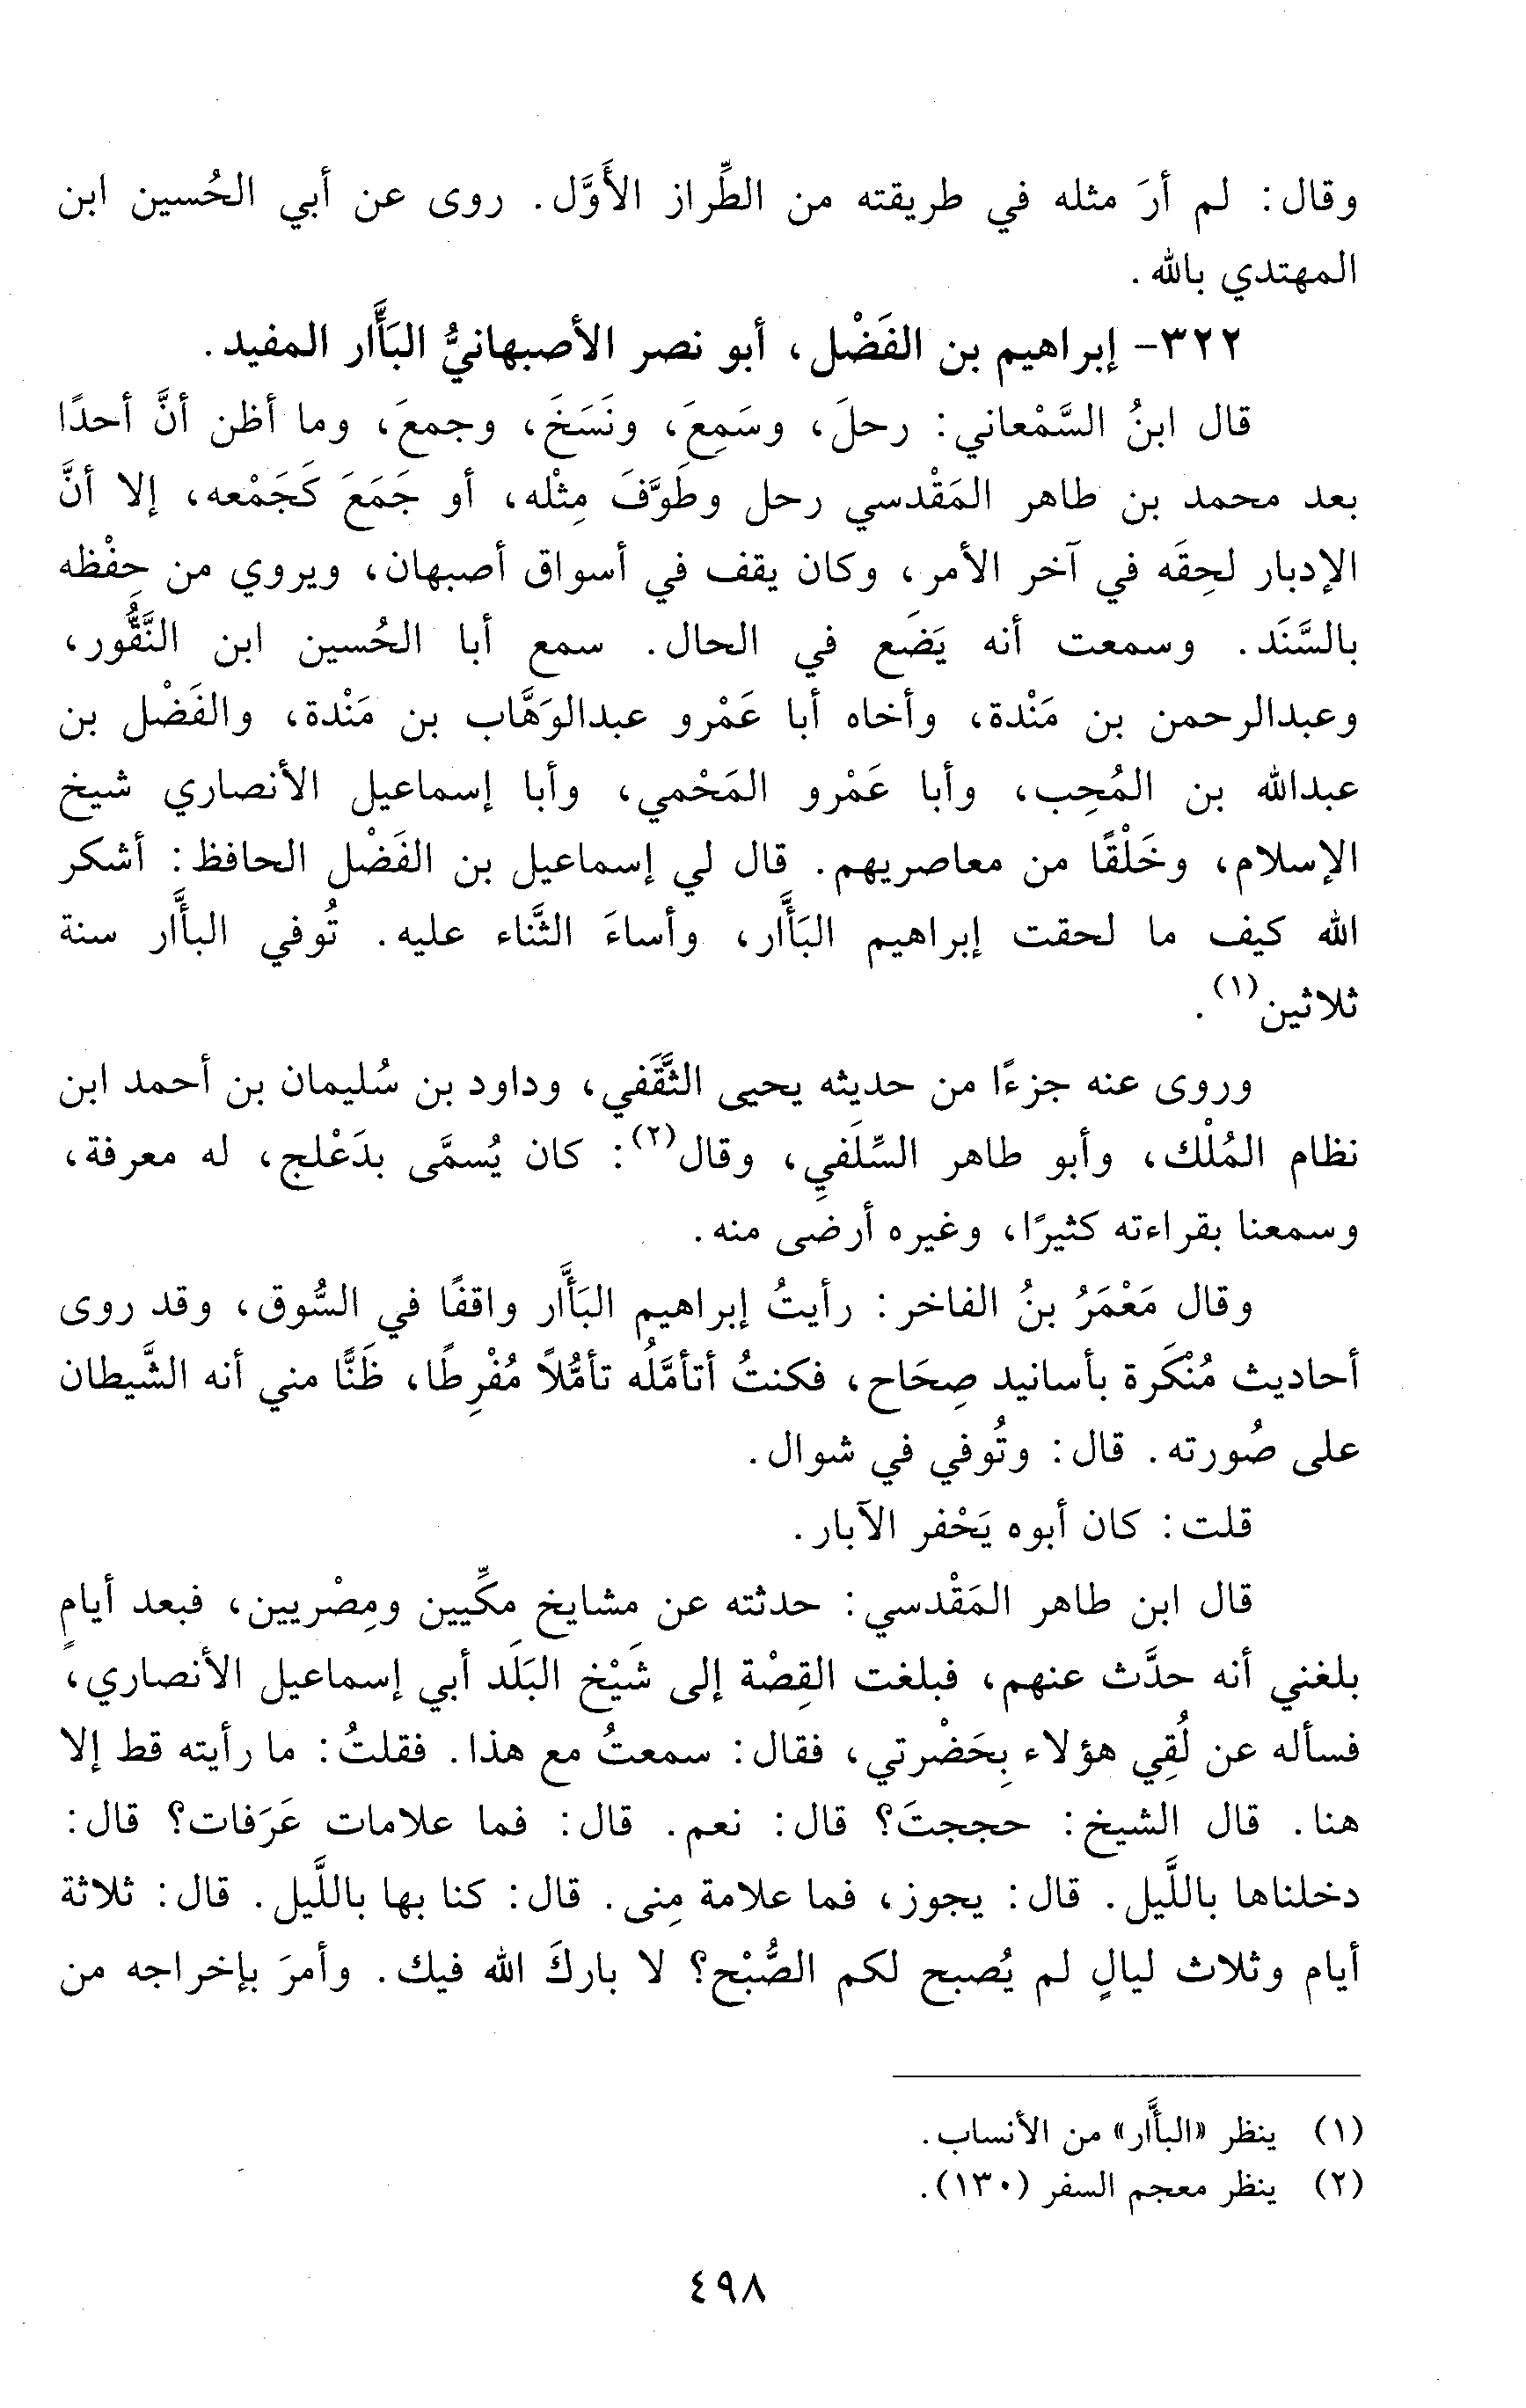 وقال: لم أرَ مثله في طريقته من الطِّراز الأَوَّل. روى عن أبي الحُسين ابن
المهتدي بالله.
٣٢٢- إبراهيم بن الفَضْل، أبو نصر الأصبهانيُّ البَأَّار المفيد.
قال ابنُ السَّمْعاني: رحلَ، وسَمِعَ، ونَسَخَ، وجمعَ، وما أظن أنَّ أحدًا
بعد محمد بن طاهر المَقْدسي رحل وطَوَّفَ مِثْله، أو جَمَعَ كَجَمْعه، إلا أنَّ
الإدبار لحِقَه في آخر الأمر، وكان يقف في أسواق أصبهان، ويروي من حِفْظه
بالسَّنَد. وسمعت أنه يَضَع في الحال. سمع أبا الحُسين ابن النَّقُّور،
وعبدالرحمن بن مَنْدة، وأخاه أبا عَمْرو عبدالوَهَّاب بن مَنْدة، والفَضْل بن
عبدالله بن المُحِب، وأبا عَمْرو المَحْمي، وأبا إسماعيل الأنصاري شيخ
الإسلام، وخَلْقًا من معاصريهم. قال لي إسماعيل بن الفَضْل الحافظ: أشكر
الله كيف ما لحقت إبراهيم البَأَّار، وأساءَ الثَّناء عليه. تُوفي البأَّار سنة
ثلاثين(١).
وروى عنه جزءًا من حديثه يحيى الثَّقَفي، وداود بن سُليمان بن أحمد ابن
نظام المُلْك، وأبو طاهر السِّلَفي، وقال(٢): كان يُسمَّى بدَعْلج، له معرفة،
وسمعنا بقراءته كثيرًا، وغيره أرضى منه.
وقال مَعْمَرُ بنُ الفاخر: رأيتُ إبراهيم البَأَّار واقفًا في السُّوق، وقد روى
أحاديث مُنْكَرة بأسانيد صِحَاح، فكنتُ أتأمَّلُه تأمُّلاً مُفْرِطًا، ظَنًّا مني أنه الشَّيطان
على صُورته. قال: وتُوفي في شوال.
قلت: كان أبوه يَحْفر الآبار.
قال ابن طاهر المَقْدسي: حدثته عن مشايخ مكِّيين ومِصْريين، فبعد أيامٍ
بلغني أنه حدَّث عنهم، فبلغت القِصْة إلى شَيْخ البَلَد أبي إسماعيل الأنصاري،
فسأله عن لُقِي هؤلاء بِحَضْرتي، فقال: سمعتُ مع هذا. فقلتُ: ما رأيته قط إلا
هنا. قال الشيخ: حججتَ؟ قال: نعم. قال: فما علامات عَرَفات؟ قال:
دخلناها باللَّيل. قال: يجوز، فما علامة مِنى. قال: كنا بها باللَّيل. قال: ثلاثة
أيام وثلاث ليالٍ لم يُصبح لكم الصُّبْح؟ لا باركَ الله فيك. وأمرَ بإخراجه من
(١) ينظر «البأَّار» من الأنساب.
(٢) ينظر معجم السفر (١٣٠).
٤٩٨